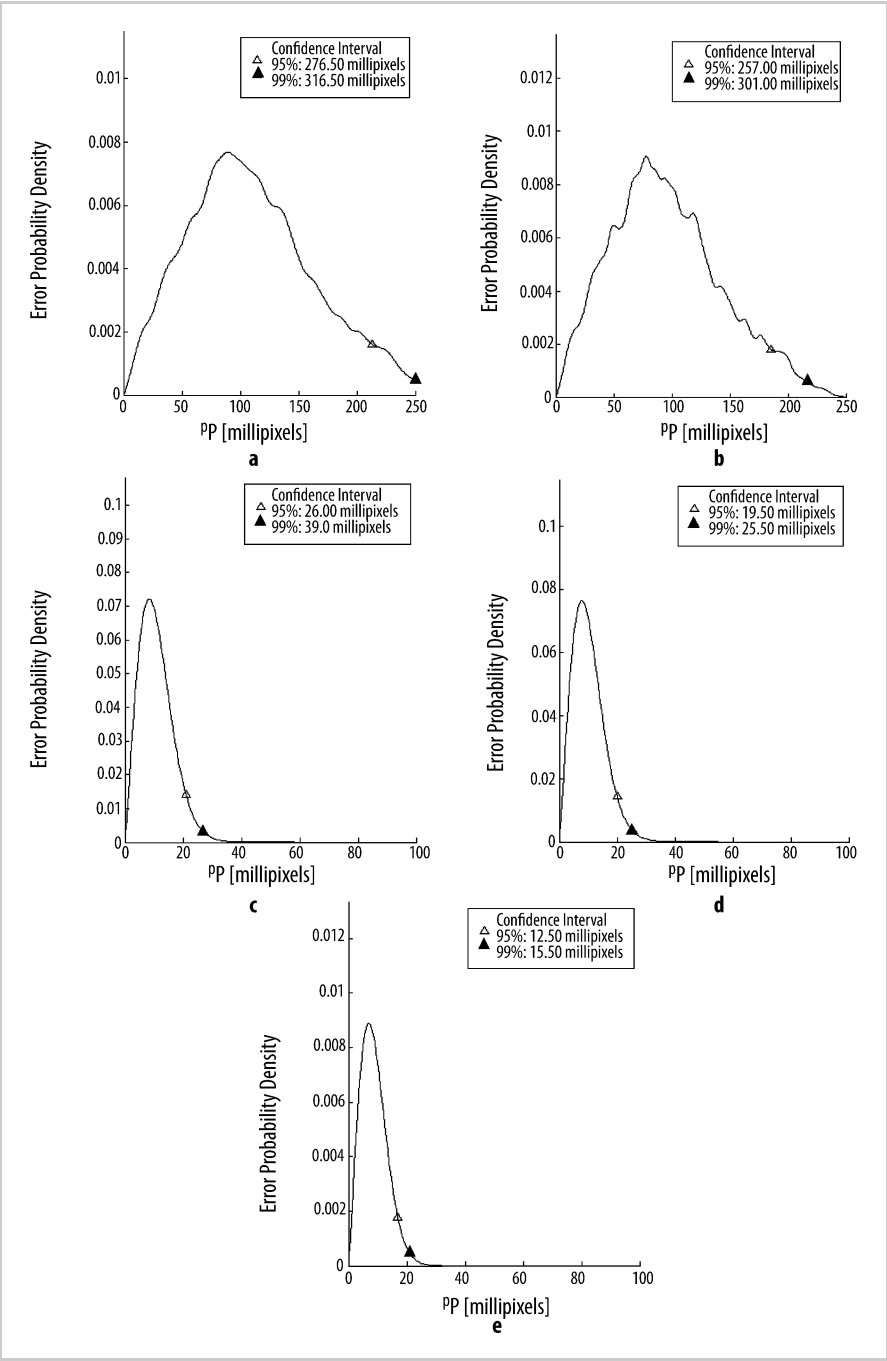 Confidence Interval
95%: 276.50 millipixels
99%: 316.50 millipixels
Error Probability Density
0.01
0.008
0.006
0.004
0.002
0
0 50 100 150 200 250
pP [millipixels]
a
Confidence Interval
95%: 257.00 millipixels
99%: 301.00 millipixels
Error Probability Density
0.012
0.01
0.008
0.006
0.004
0.002
0
0 50 100 150 200 250
pP [millipixels]
b
Confidence Interval
95%: 26.00 millipixels
99%: 39.0 millipixels
Error Probability Density
0.1
0.09
0.08
0.07
0.06
0.05
0.04
0.03
0.02
0.01
0
0 20 40 60 80 100
pP [millipixels]
c
Confidence Interval
95%: 19.50 millipixels
99%: 25.50 millipixels
Error Probability Density
0.1
0.08
0.06
0.04
0.02
0
0 20 40 60 80 100
pP [millipixels]
d
Confidence Interval
95%: 12.50 millipixels
99%: 15.50 millipixels
Error Probability Density
0.012
0.01
0.008
0.006
0.004
0.002
0
0 20 40 60 80 100
pP [millipixels]
e